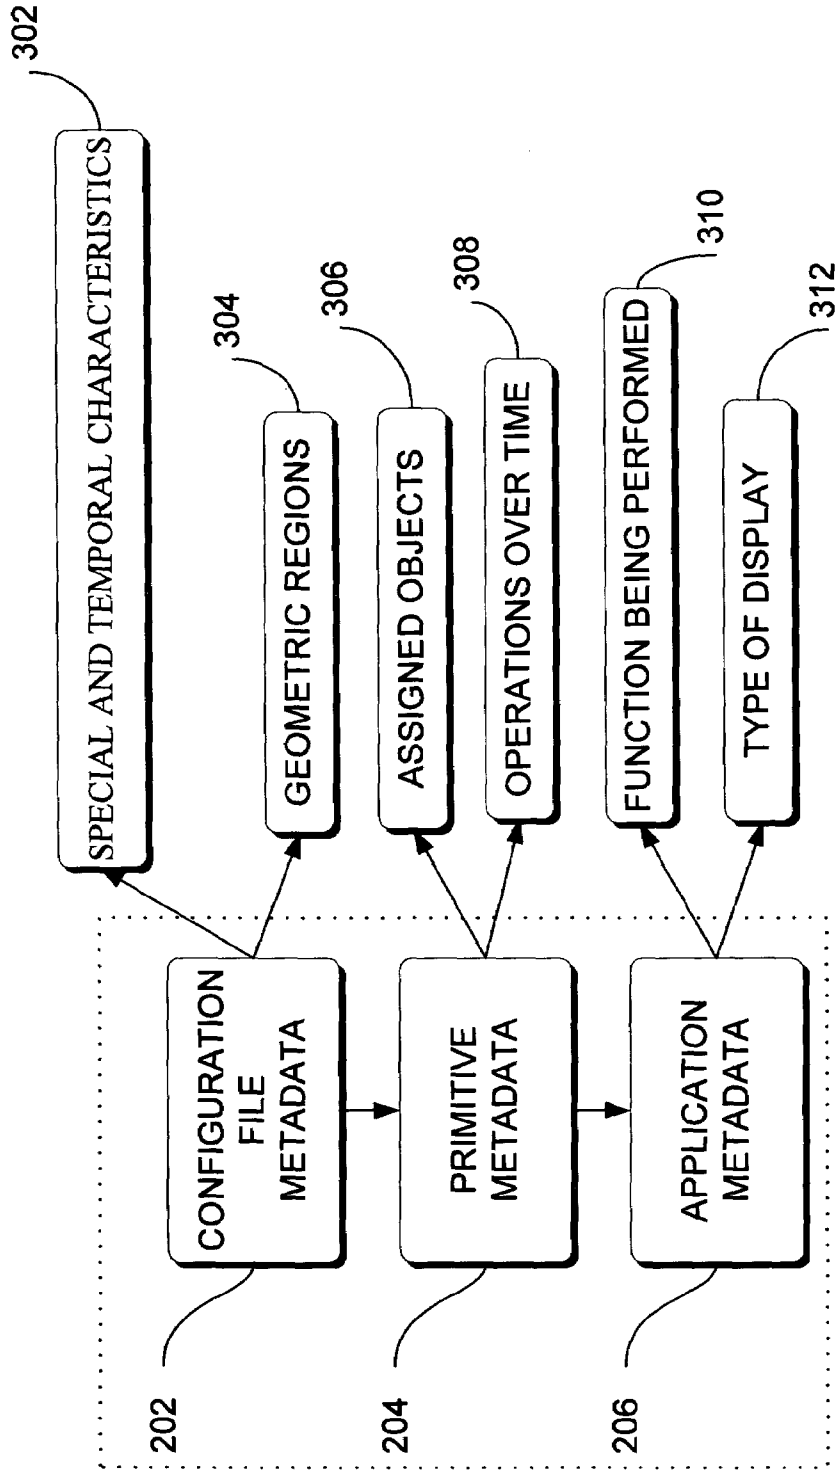 302
SPECIAL AND TEMPORAL CHARACTERISTICS
304
GEOMETRIC REGIONS
202
CONFIGURATION
FILE
METADATA
306
ASSIGNED OBJECTS
308
OPERATIONS OVER TIME
204
PRIMITIVE
METADATA
310
FUNCTION BEING PERFORMED
312
TYPE OF DISPLAY
206
APPLICATION
METADATA